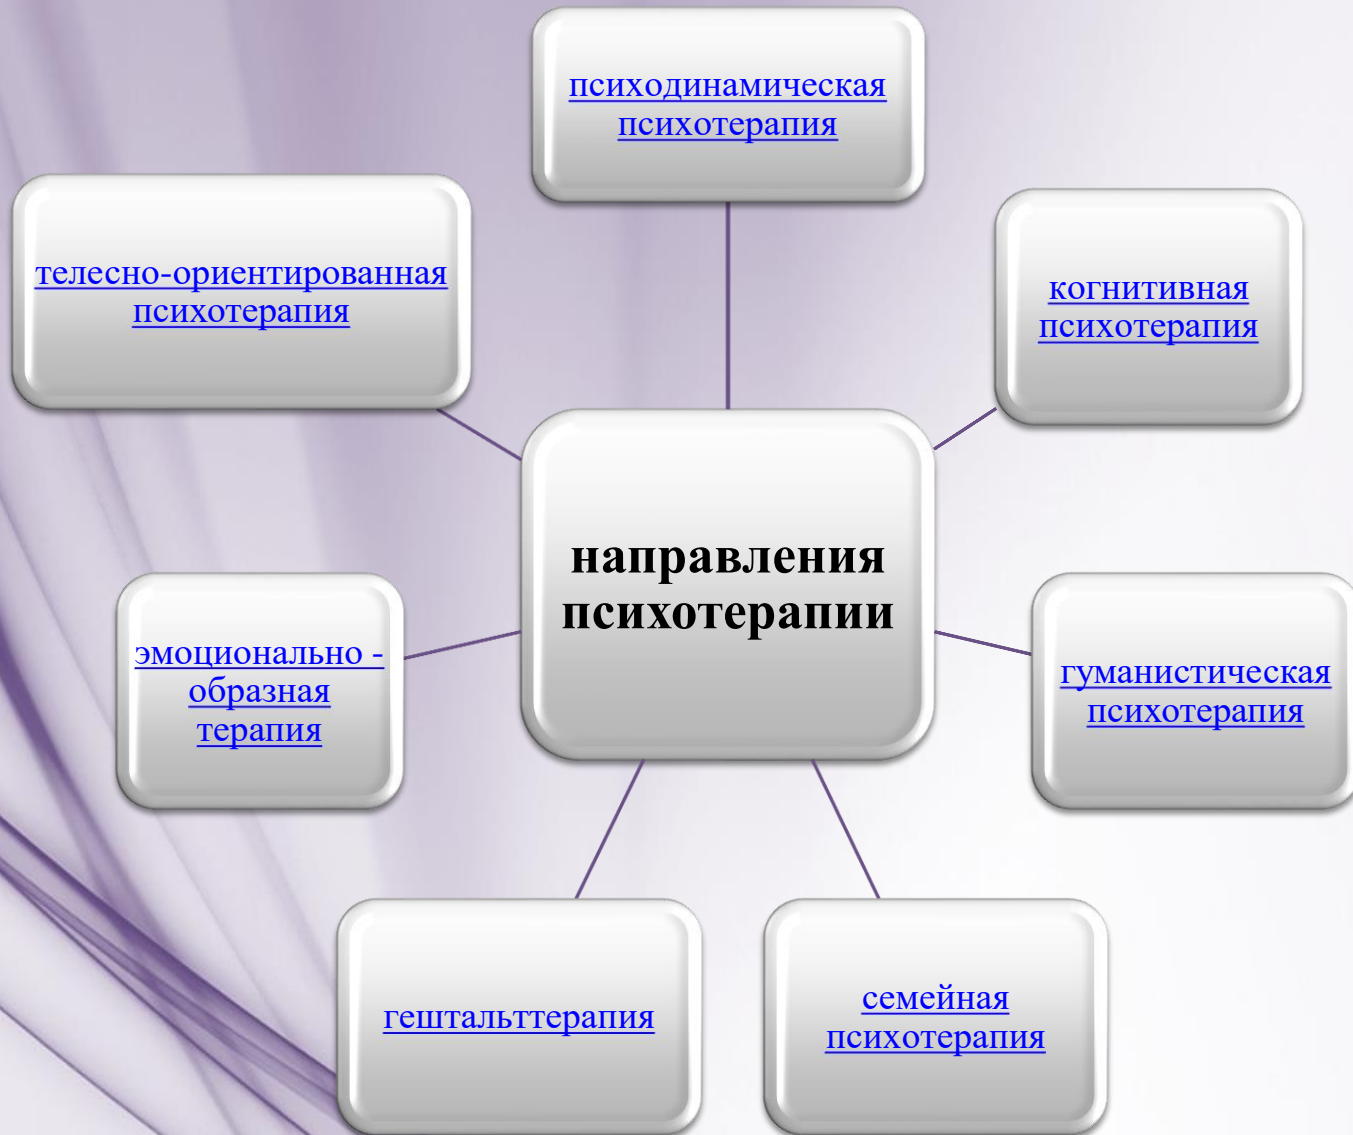 психодинамическая
психотерапия
телесно-ориентированная
психотерапия
когнитивная
психотерапия
направления
психотерапии
эмоционально -
образная
терапия
гуманистическая
психотерапия
гештальттерапия
семейная
психотерапия